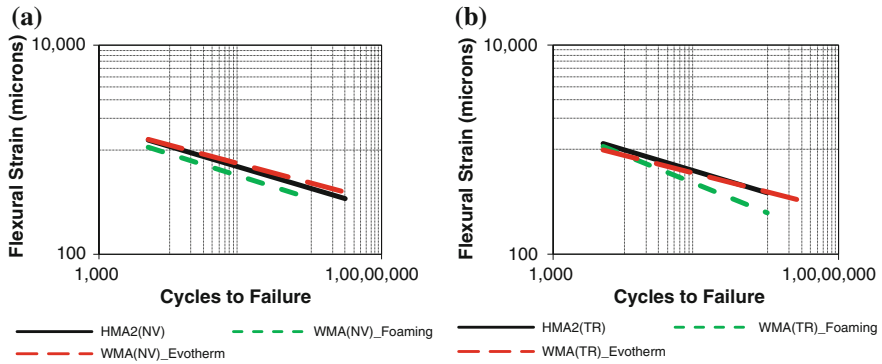 (a)
10,000
Flexural Strain (microns)
100
1,000
1,00,00,000
Cycles to Failure
HMA2(NV)
WMA(NV)_Foaming
WMA(NV)_Evotherm
(b)
10,000
Flexural Strain (microns)
100
1,000
1,00,00,000
Cycles to Failure
HMA2(TR)
WMA(TR)_Foaming
WMA(TR)_Evotherm